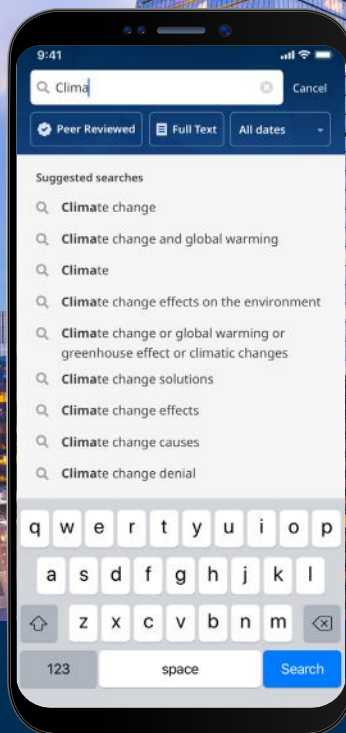 9:41
Clima
Cancel
Peer Reviewed
Full Text
All dates
Suggested searches
Climate change
Climate change and global warming
Climate
Climate change effects on the environment
Climate change or global warming or
greenhouse effect or climatic changes
Climate change solutions
Climate change effects
Climate change causes
Climate change denial
q w e r t y u i o p
a s d f g h j k l
z x c v b n m
123 space Search